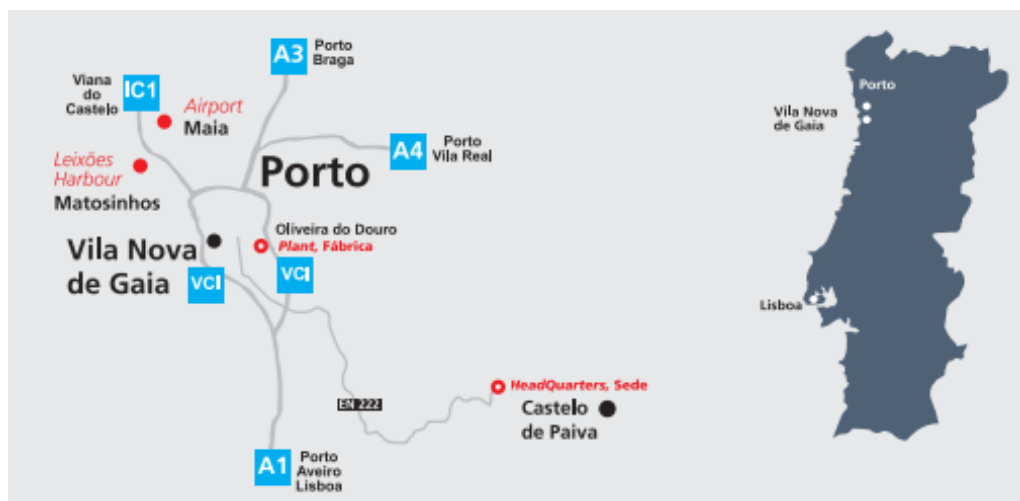 A3
Porto
Braga
Viana
do
Castelo
IC1
Airport
Maia
A4
Porto
Vila Real
Leixões
Harbour
Matosinhos
Porto
Oliveira do Douro
Plant, Fábrica
Vila Nova
de Gaia
VCI
VCI
HeadQuarters, Sede
EN 222
Castelo
de Paiva
A1
Porto
Aveiro
Lisboa
Porto
Vila Nova
de Gaia
Lisboa